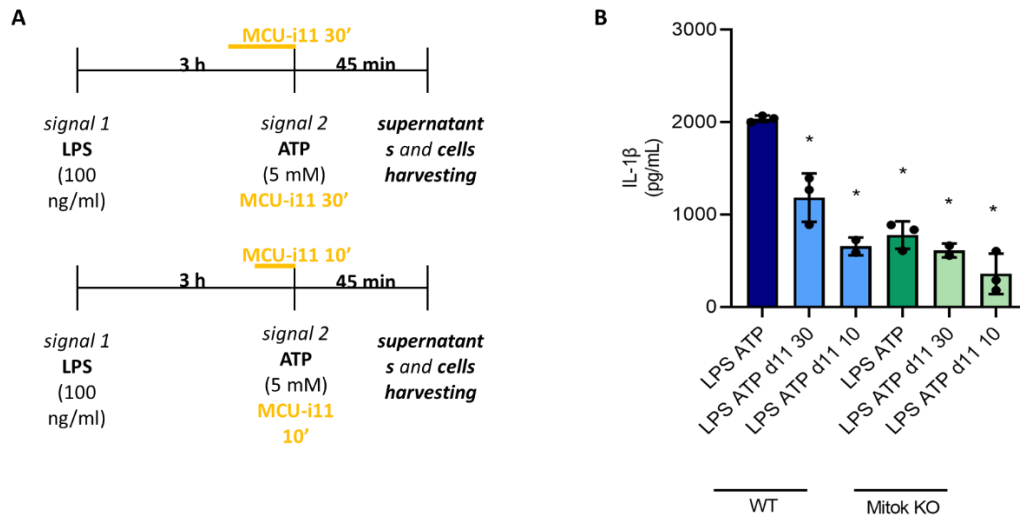 A
MCU-i11 30’
3 h
45 min
signal 1
LPS
(100
ng/ml)
signal 2
ATP
(5 mM)
MCU-i11 30’
supernatant
s and cells
harvesting
MCU-i11 10’
3 h
45 min
signal 1
LPS
(100
ng/ml)
signal 2
ATP
(5 mM)
MCU-i11
10’
supernatant
s and cells
harvesting
B
IL-1β
(pg/mL)
3000
2000
1000
0
*
*
*
*
*
LPS ATP
LPS ATP d11 30
LPS ATP d11 10
LPS ATP
LPS ATP d11 30
LPS ATP d11 10
WT
Mitok KO